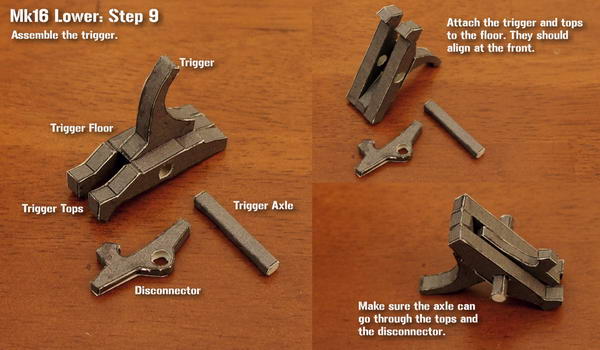 Mk16 Lower: Step 9
Assemble the trigger.
Trigger
Trigger Floor
Trigger Tops
Trigger Axle
Disconnector
Attach the trigger and tops
to the floor. They should
align at the front.
Make sure the axle can
go through the tops and
the disconnector.